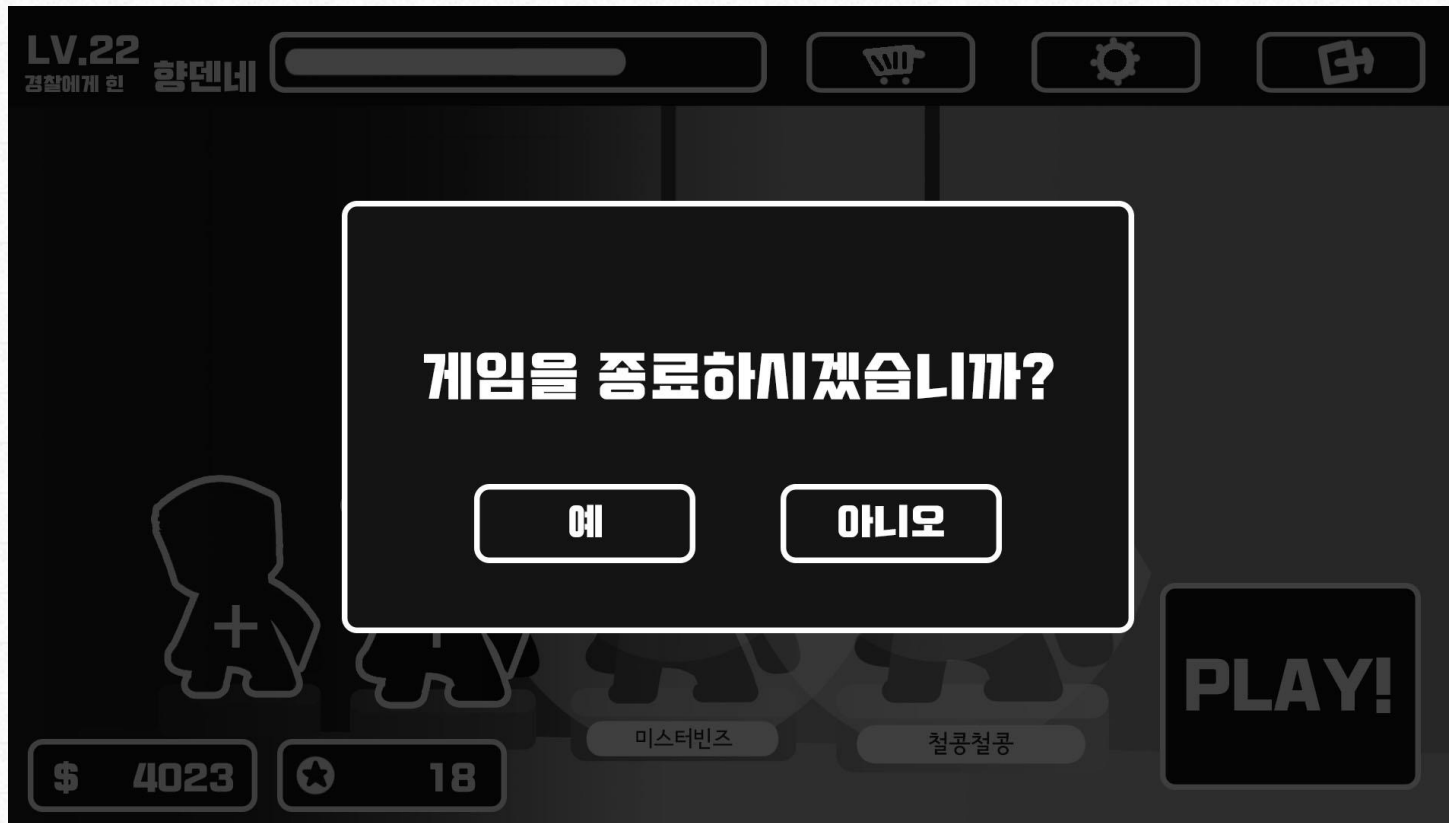 LV.22
경찰에게 힌 향덴네
게임을 종료하시겠습니까?
예 아니오
PLAY!
미스터빈즈 철콩철콩
$ 4023 18